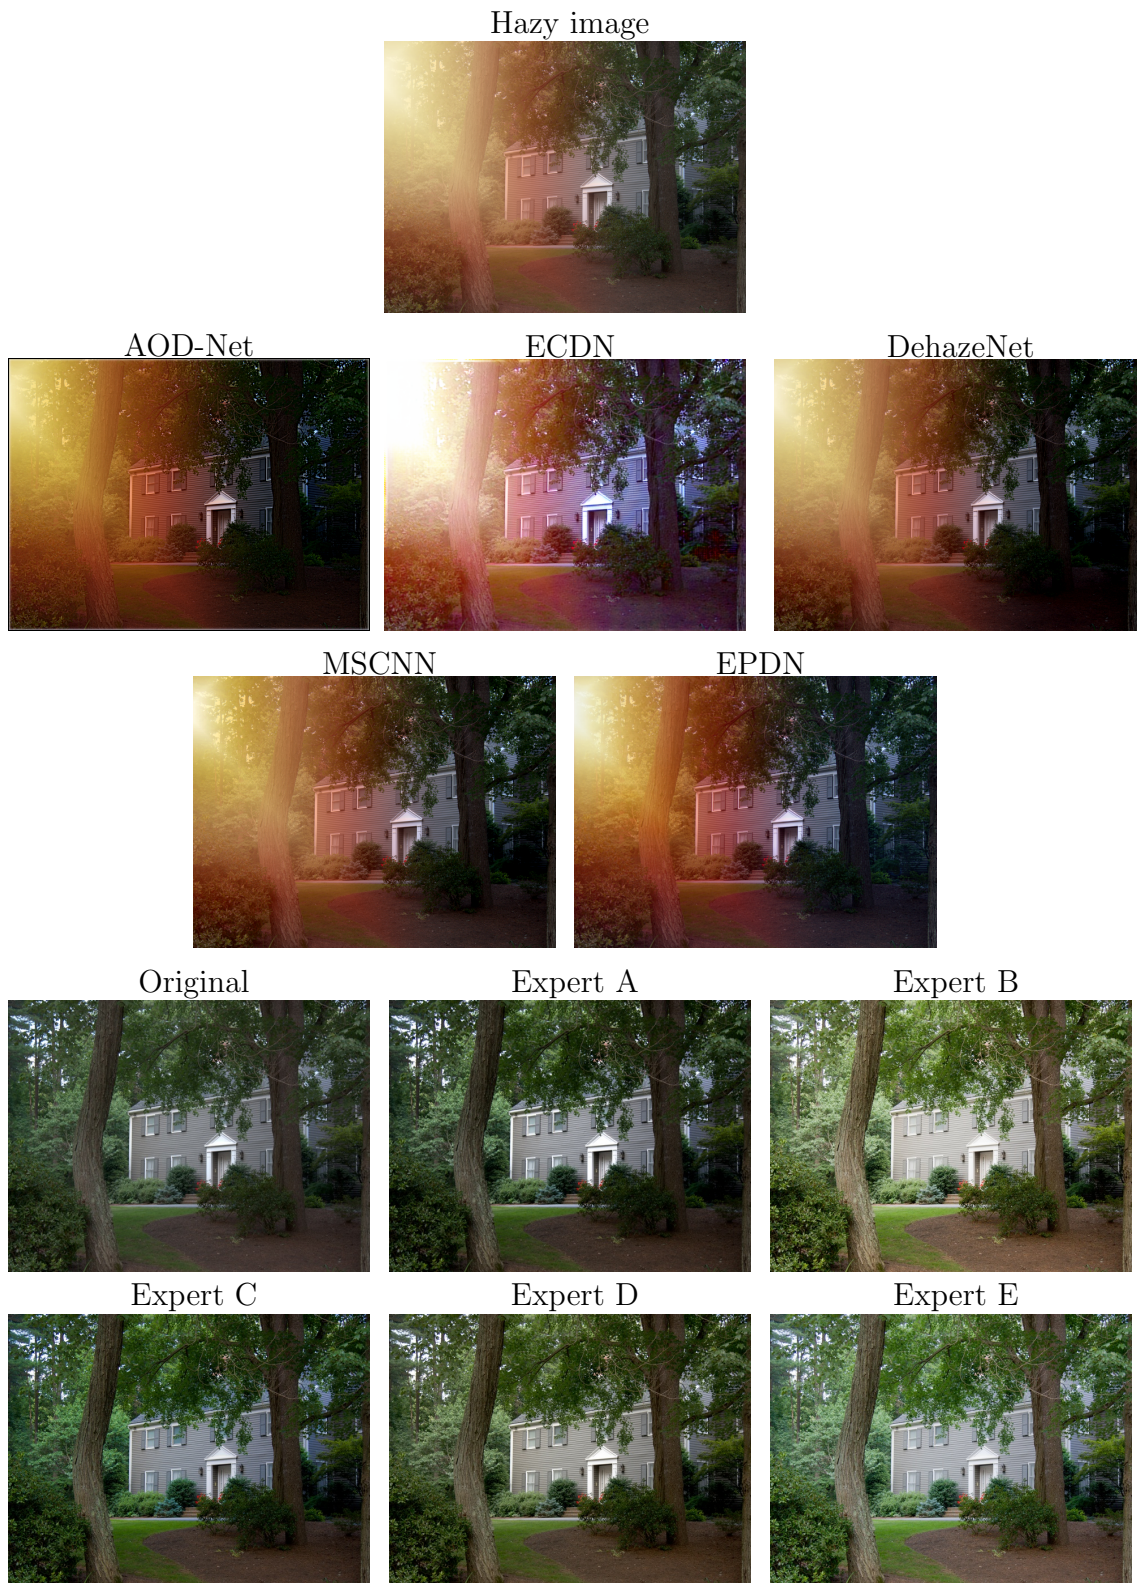 Hazy image
AOD-Net
ECDN
DehazeNet
MSCNN
EPDN
Original
Expert A
Expert B
Expert C
Expert D
Expert E